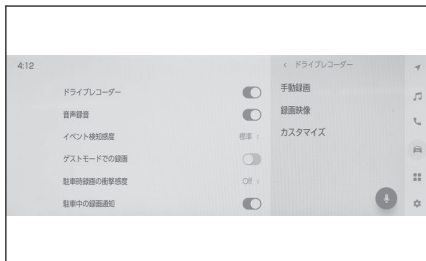 4:12
ドライブレコーダー
音声録音
イベント検知感度 標準 ›
ゲストモードでの録画
駐車時録画の衝撃感度 Off ›
駐車中の録画通知
‹ ドライブレコーダー
手動録画
録画映像
カスタマイズ